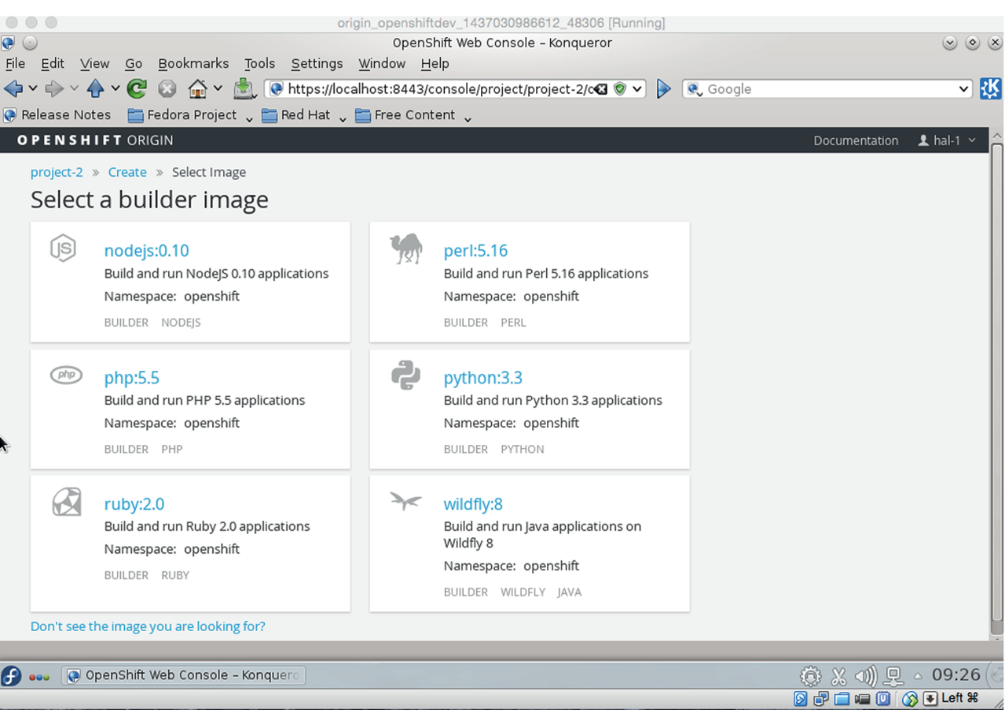 origin_openshiftdev_1437030986612_48306 [Running]
OpenShift Web Console – Konqueror
File Edit View Go Bookmarks Tools Settings Window Help
https://localhost:8443/console/project/project-2/c Google
Release Notes Fedora Project Red Hat Free Content
OPENSHIFT ORIGIN Documentation hal-1
project-2 » Create » Select Image
Select a builder image
JS
nodejs:0.10
Build and run NodeJS 0.10 applications
Namespace: openshift
BUILDER NODEJS
perl:5.16
Build and run Perl 5.16 applications
Namespace: openshift
BUILDER PERL
php
php:5.5
Build and run PHP 5.5 applications
Namespace: openshift
BUILDER PHP
python:3.3
Build and run Python 3.3 applications
Namespace: openshift
BUILDER PYTHON
ruby:2.0
Build and run Ruby 2.0 applications
Namespace: openshift
BUILDER RUBY
wildfly:8
Build and run Java applications on
Wildfly 8
Namespace: openshift
BUILDER WILDFLY JAVA
Don't see the image you are looking for?
OpenShift Web Console – Konquero 09:26
Left ⌘